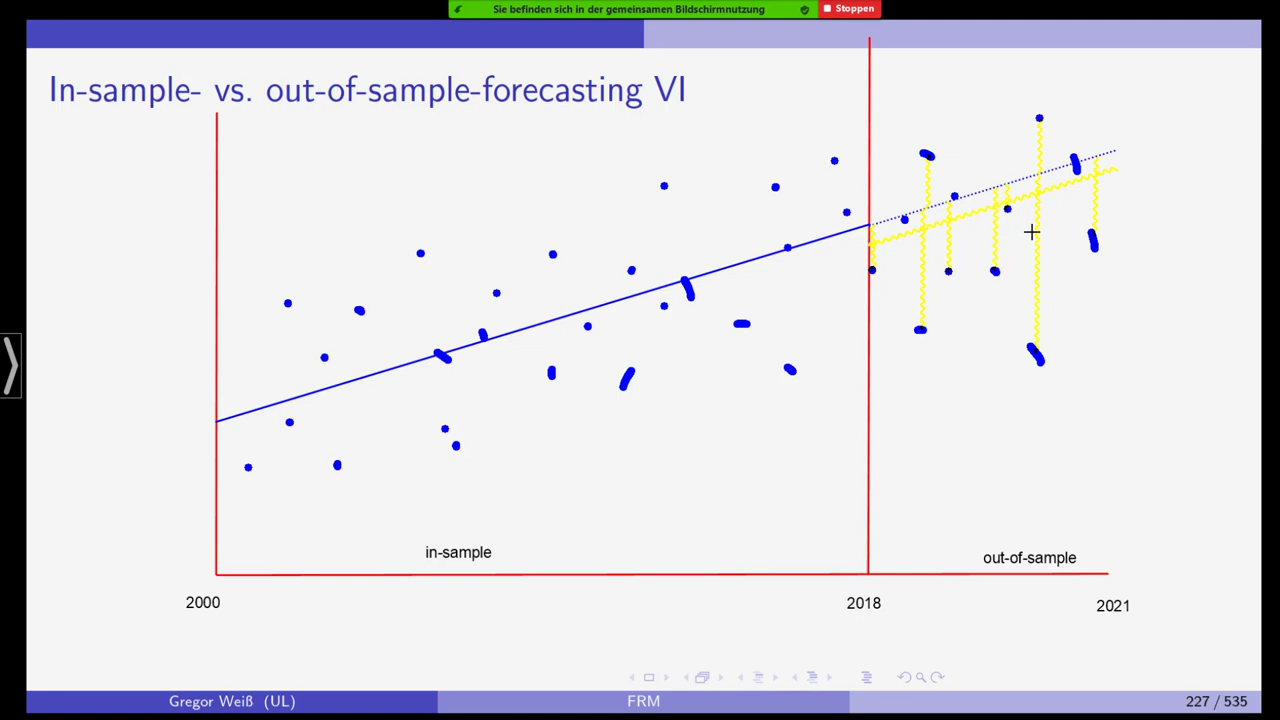 Sie befinden sich in der gemeinsamen Bildschirmnutzung
Stoppen
In-sample- vs. out-of-sample-forecasting VI
in-sample
out-of-sample
2000
2018
2021
Gregor Weiß (UL)
FRM
227 / 535